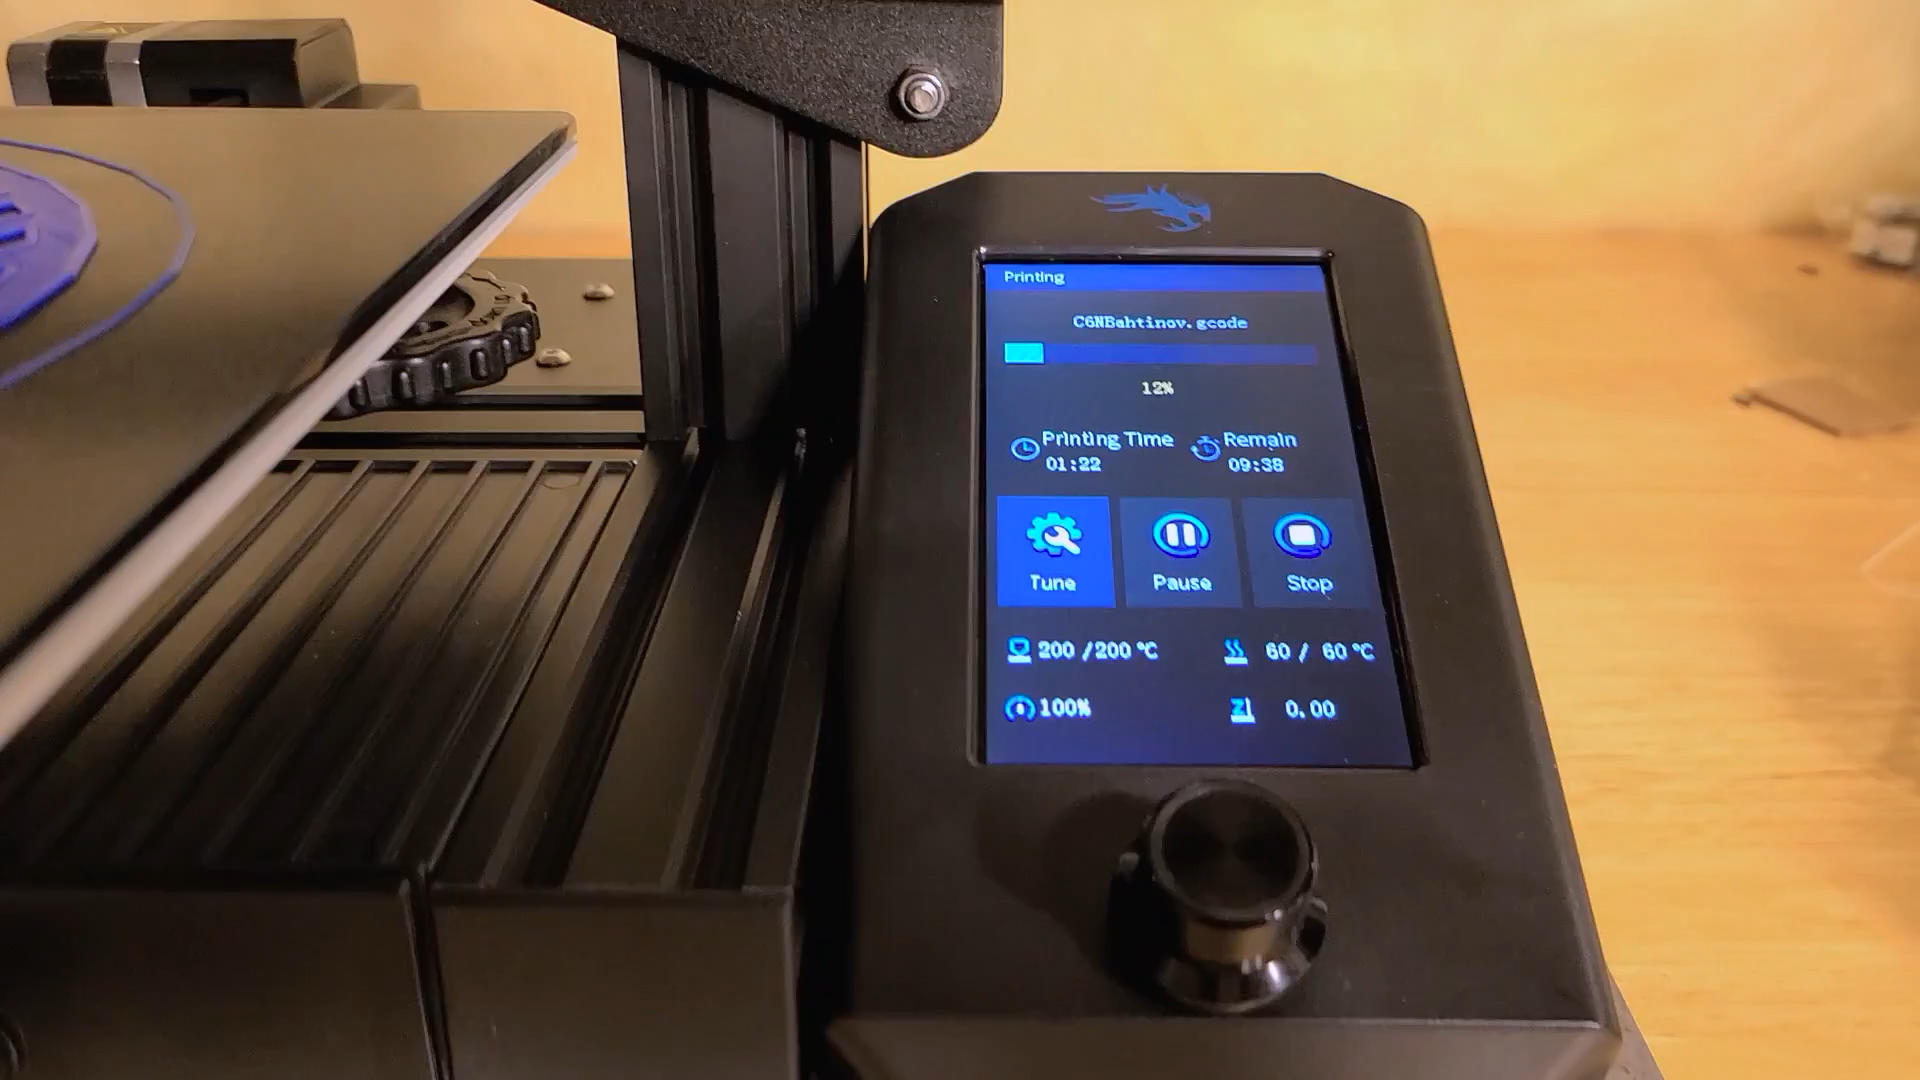 Printing
C6NBahtinov.gcode
12%
Printing Time
01:22
Remain
09:38
Tune
Pause
Stop
200 /200 ℃
60 / 60 ℃
100%
Z
0.00